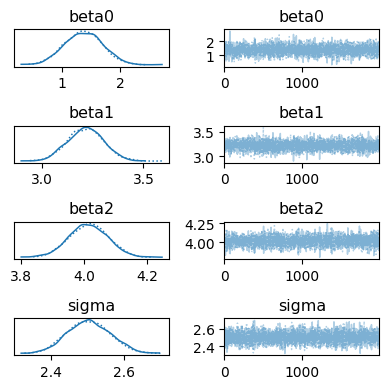 beta0 beta0
2
1
1 2 0 1000
beta1 beta1
3.5
3.0
3.0 3.5 0 1000
beta2 beta2
4.25
4.00
3.8 4.0 4.2 0 1000
sigma sigma
2.6
2.4
2.4 2.6 0 1000